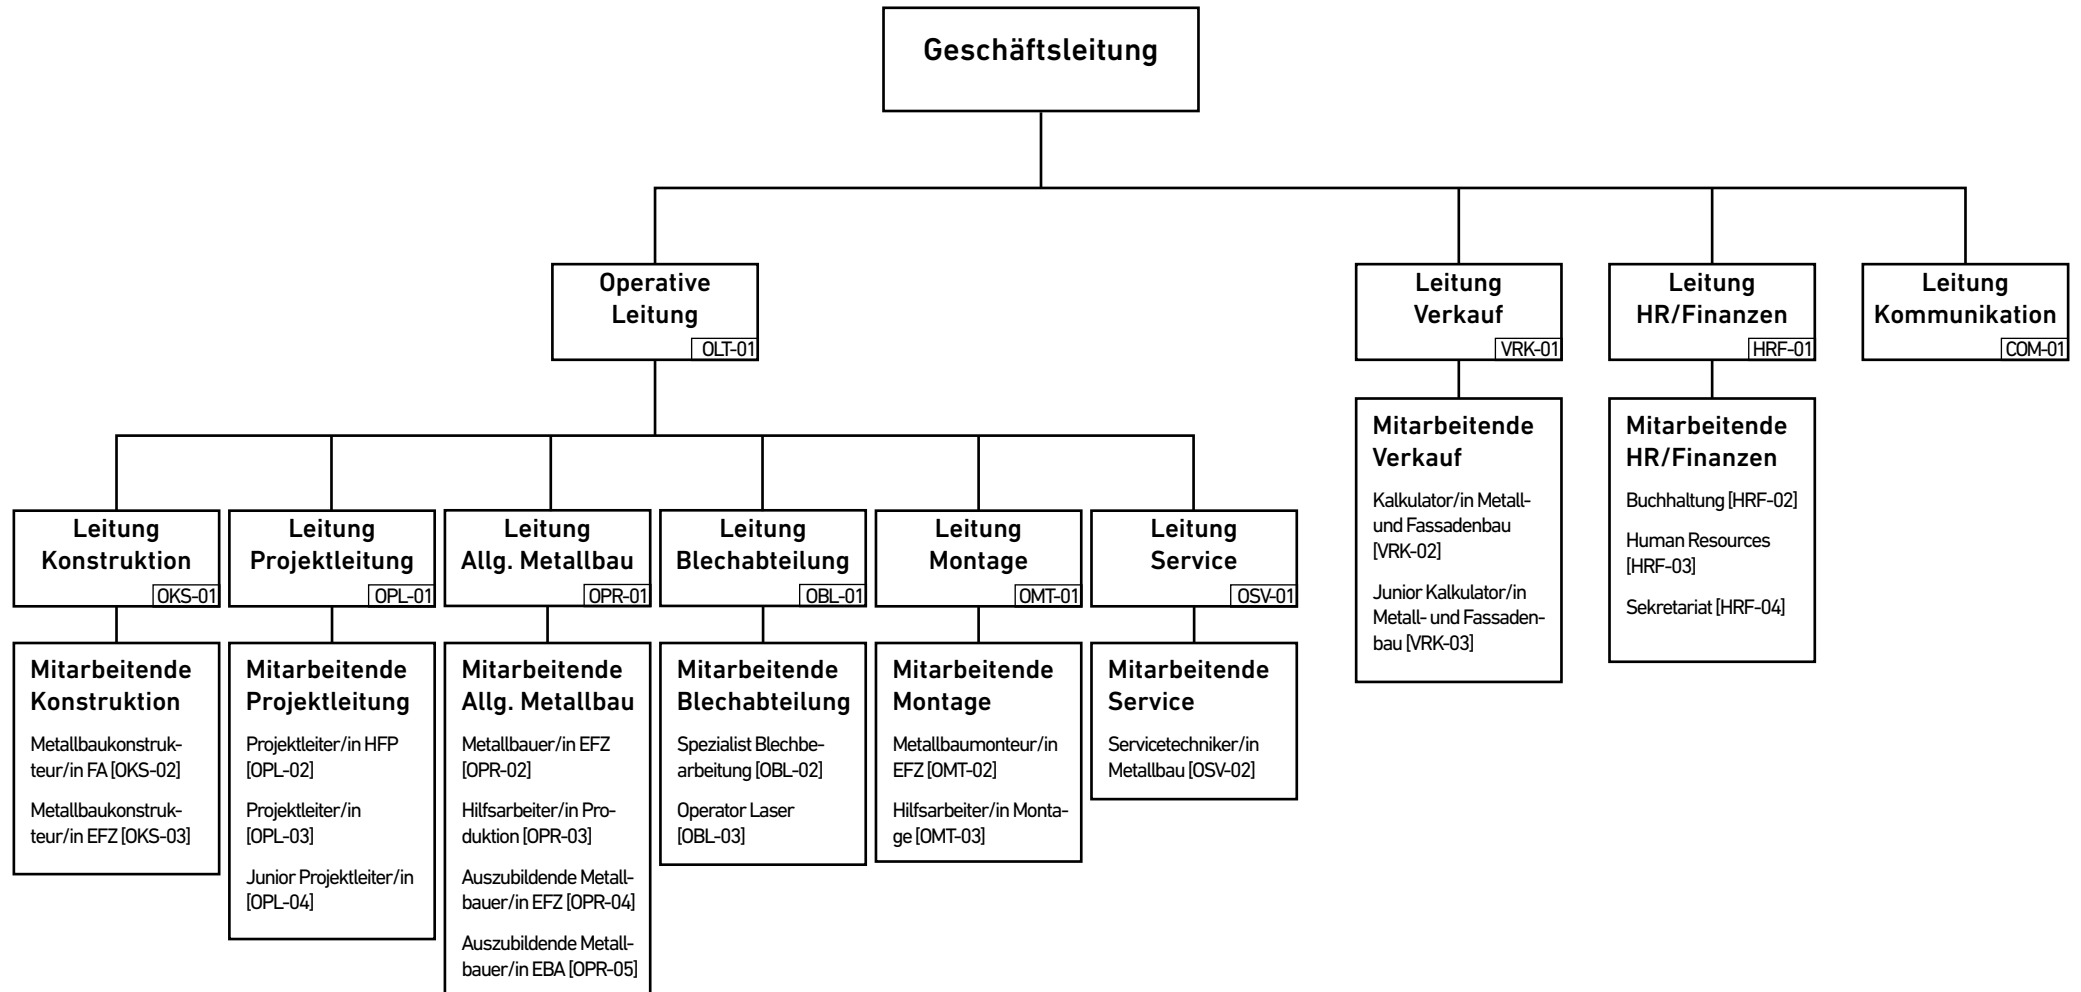 Geschäftsleitung
Operative
Leitung
OLT-01
Leitung
Verkauf
VRK-01
Leitung
HR/Finanzen
HRF-01
Leitung
Kommunikation
COM-01
Mitarbeitende
Verkauf
Kalkulator/in Metall-
und Fassadenbau
[VRK-02]
Junior Kalkulator/in
Metall- und Fassaden-
bau [VRK-03]
Mitarbeitende
HR/Finanzen
Buchhaltung [HRF-02]
Human Resources
[HRF-03]
Sekretariat [HRF-04]
Leitung
Konstruktion
OKS-01
Leitung
Projektleitung
OPL-01
Leitung
Allg. Metallbau
OPR-01
Leitung
Blechabteilung
OBL-01
Leitung
Montage
OMT-01
Leitung
Service
OSV-01
Mitarbeitende
Konstruktion
Metallbaukonstruk-
teur/in FA [OKS-02]
Metallbaukonstruk-
teur/in EFZ [OKS-03]
Mitarbeitende
Projektleitung
Projektleiter/in HFP
[OPL-02]
Projektleiter/in
[OPL-03]
Junior Projektleiter/in
[OPL-04]
Mitarbeitende
Allg. Metallbau
Metallbauer/in EFZ
[OPR-02]
Hilfsarbeiter/in Pro-
duktion [OPR-03]
Auszubildende Metall-
bauer/in EFZ [OPR-04]
Auszubildende Metall-
bauer/in EBA [OPR-05]
Mitarbeitende
Blechabteilung
Spezialist Blechbe-
arbeitung [OBL-02]
Operator Laser
[OBL-03]
Mitarbeitende
Montage
Metallbaumonteur/in
EFZ [OMT-02]
Hilfsarbeiter/in Monta-
ge [OMT-03]
Mitarbeitende
Service
Servicetechniker/in
Metallbau [OSV-02]